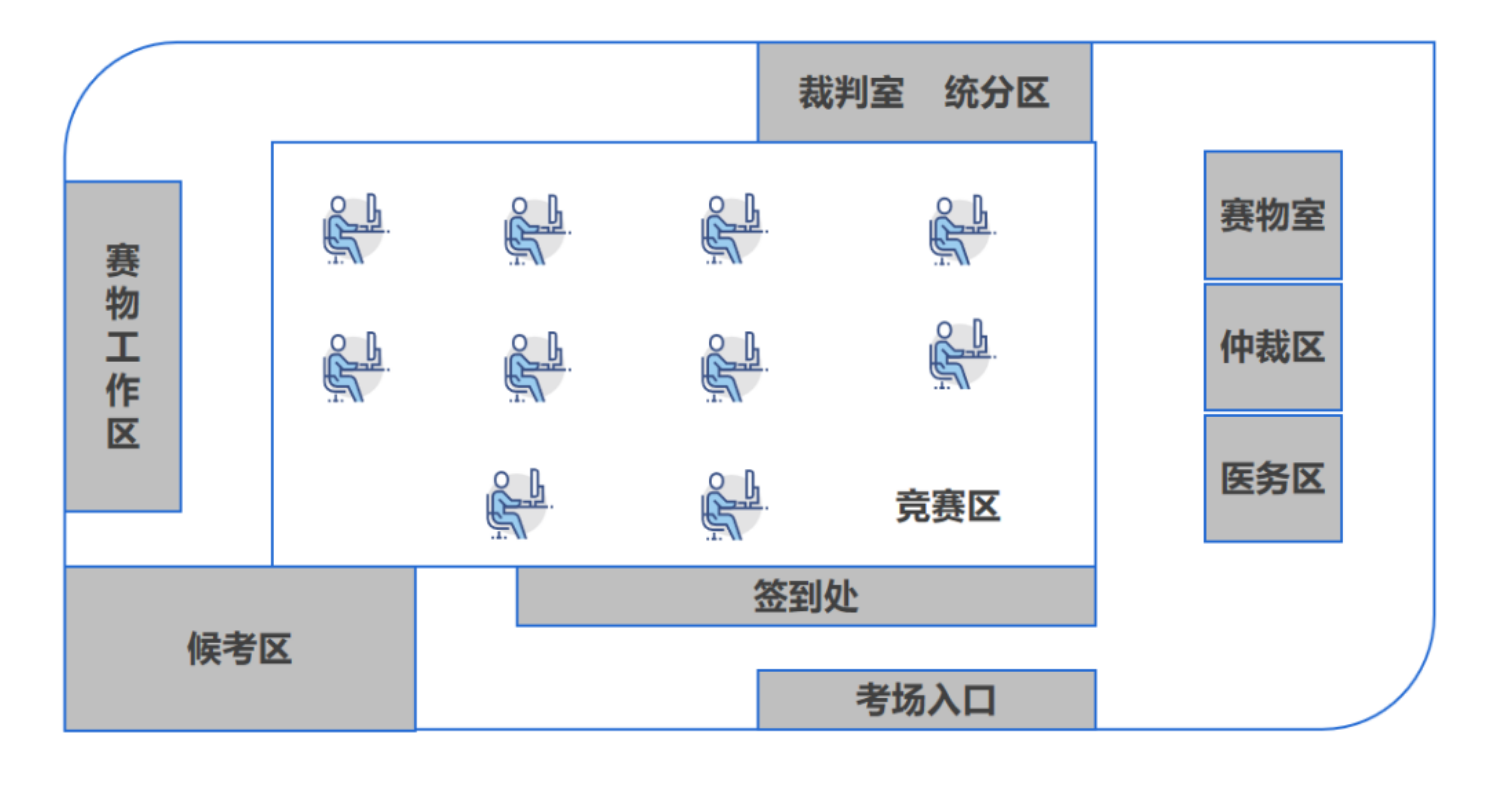 裁判室 统分区
赛物室
赛物工作区
仲裁区
医务区
竞赛区
签到处
候考区
考场入口